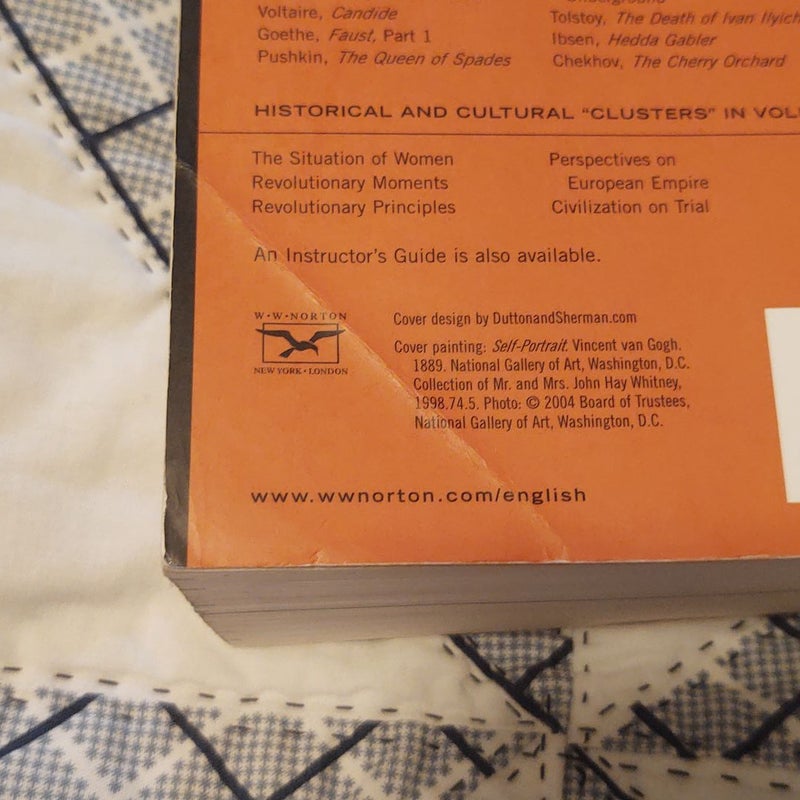 Voltaire, Candide
Goethe, Faust, Part 1
Pushkin, The Queen of Spades
Underground
Tolstoy, The Death of Ivan Ilyich
Ibsen, Hedda Gabler
Chekhov, The Cherry Orchard
HISTORICAL AND CULTURAL “CLUSTERS” IN
The Situation of Women
Revolutionary Moments
Revolutionary Principles
Perspectives on
European Empire
Civilization on Trial
An Instructor's Guide is also available.
W·W·NORTON
NEW YORK·LONDON
Cover design by DuttonandSherman.com
Cover painting: Self-Portrait, Vincent van Gogh.
1889. National Gallery of Art, Washington, D.C.
Collection of Mr. and Mrs. John Hay Whitney,
1998.74.5. Photo: © 2004 Board of Trustees,
National Gallery of Art, Washington, D.C.
www.wwnorton.com/english